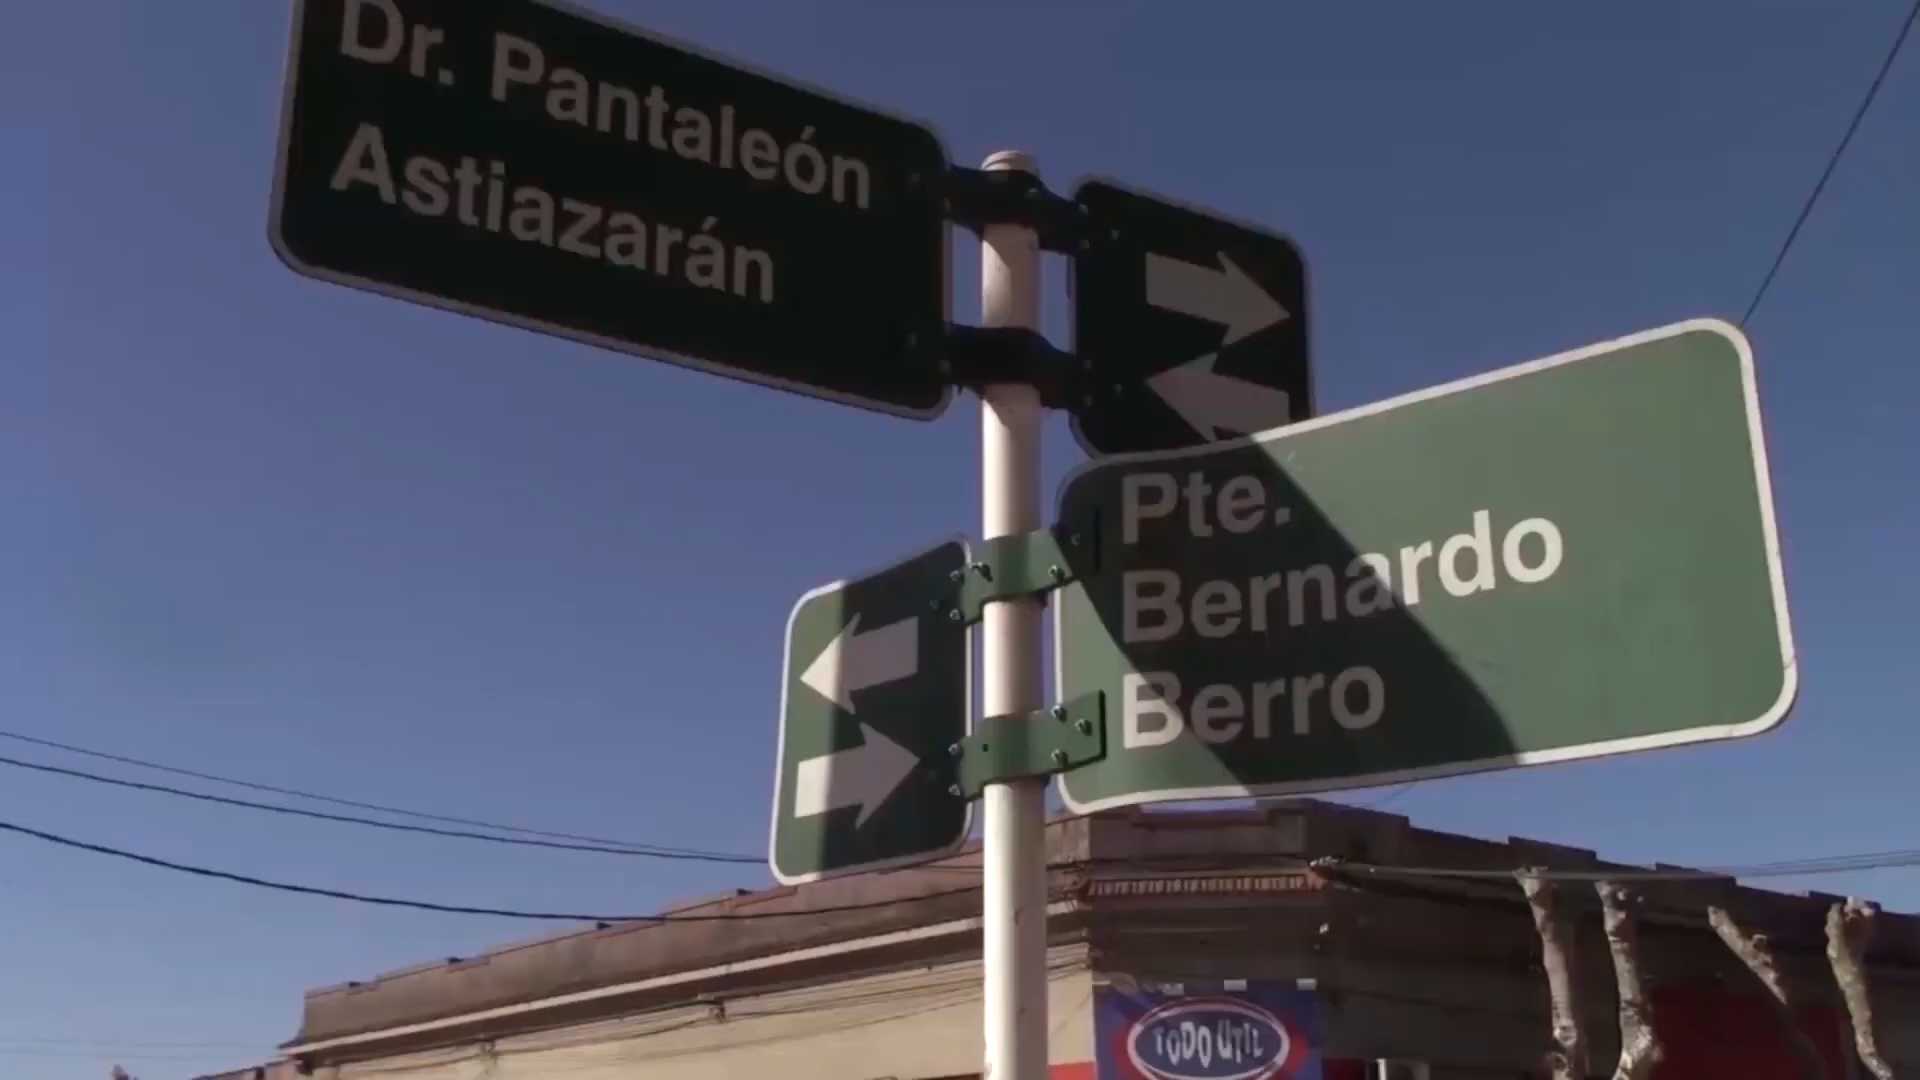 Dr. Pantaleón
Astiazarán
Pte.
Bernardo
Berro
TODO UTIL